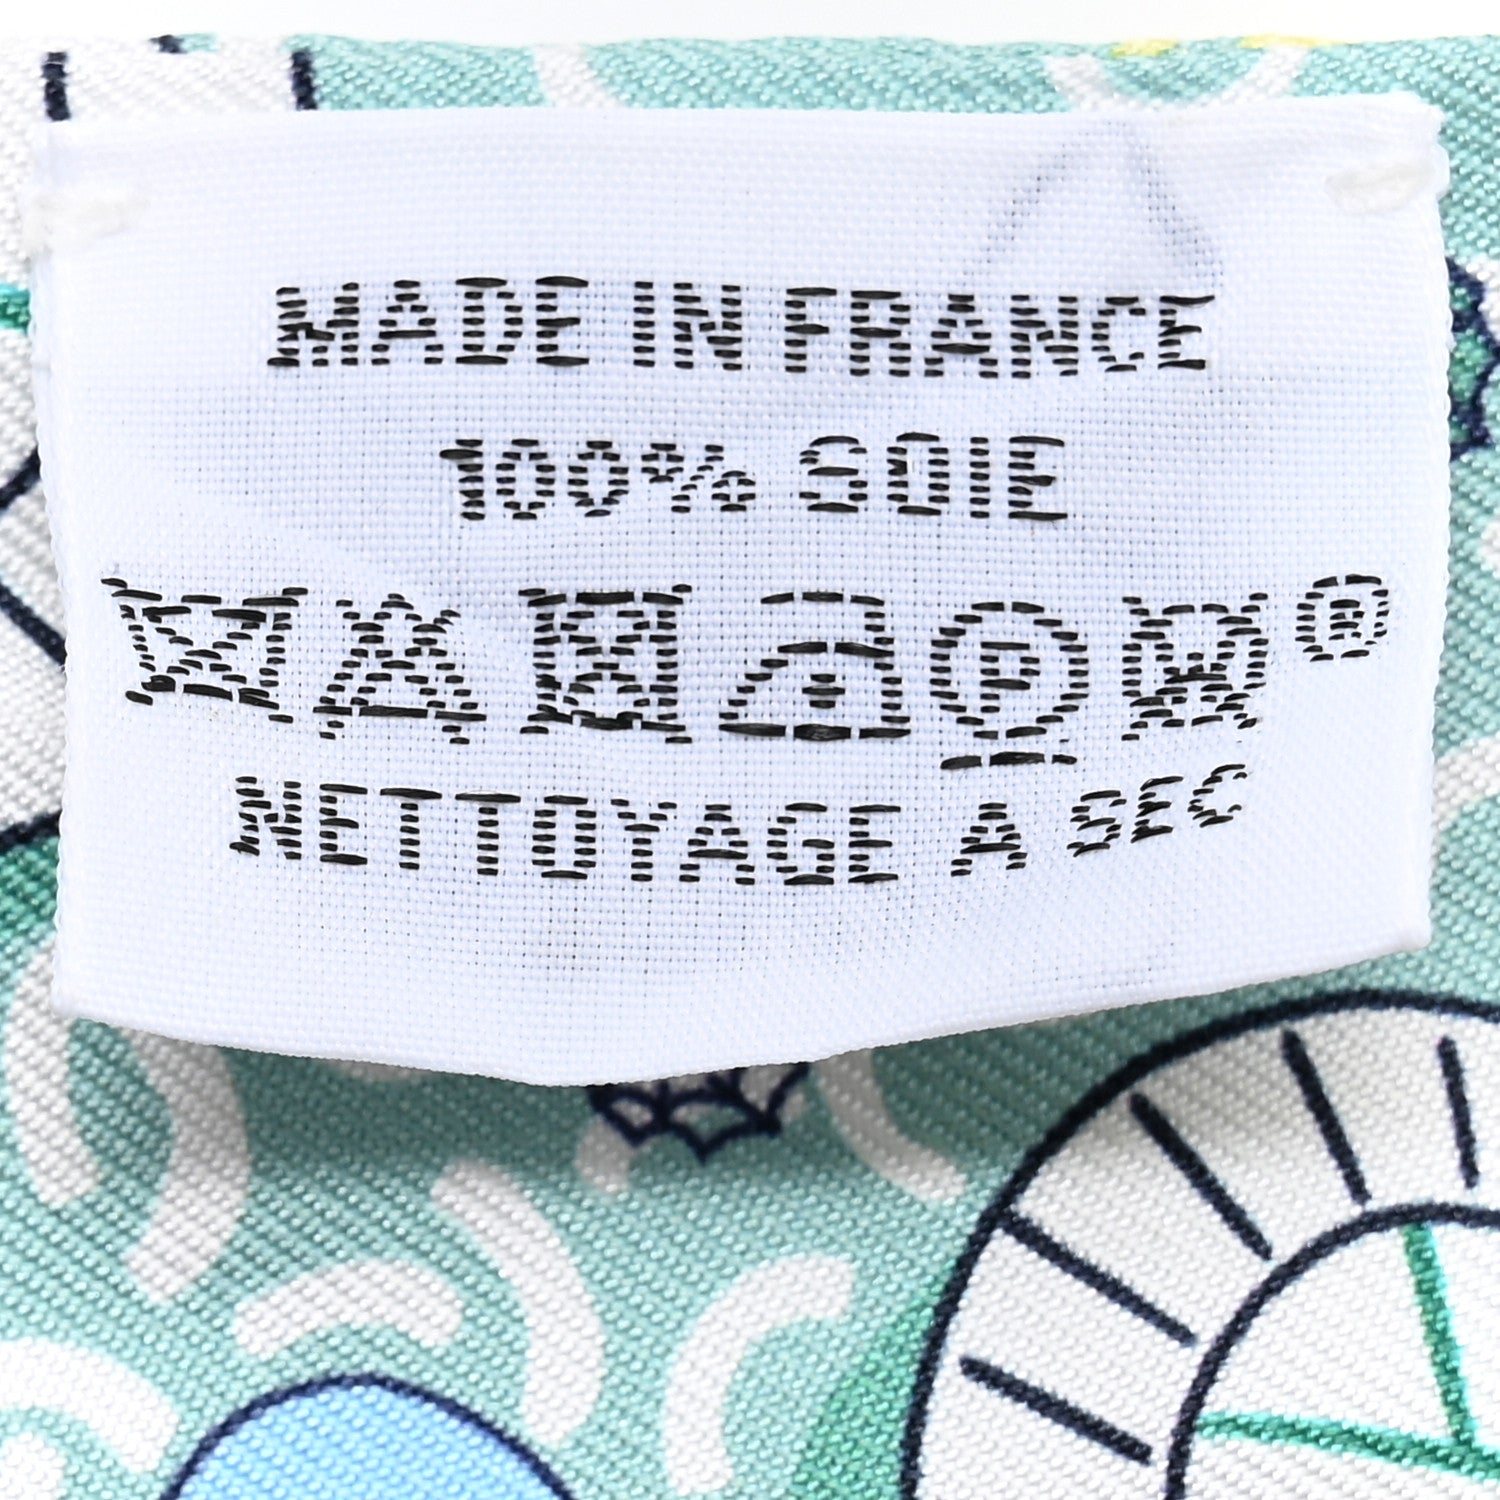 MADE IN FRANCE
100% SOIE
P ®
NETTOYAGE A SEC